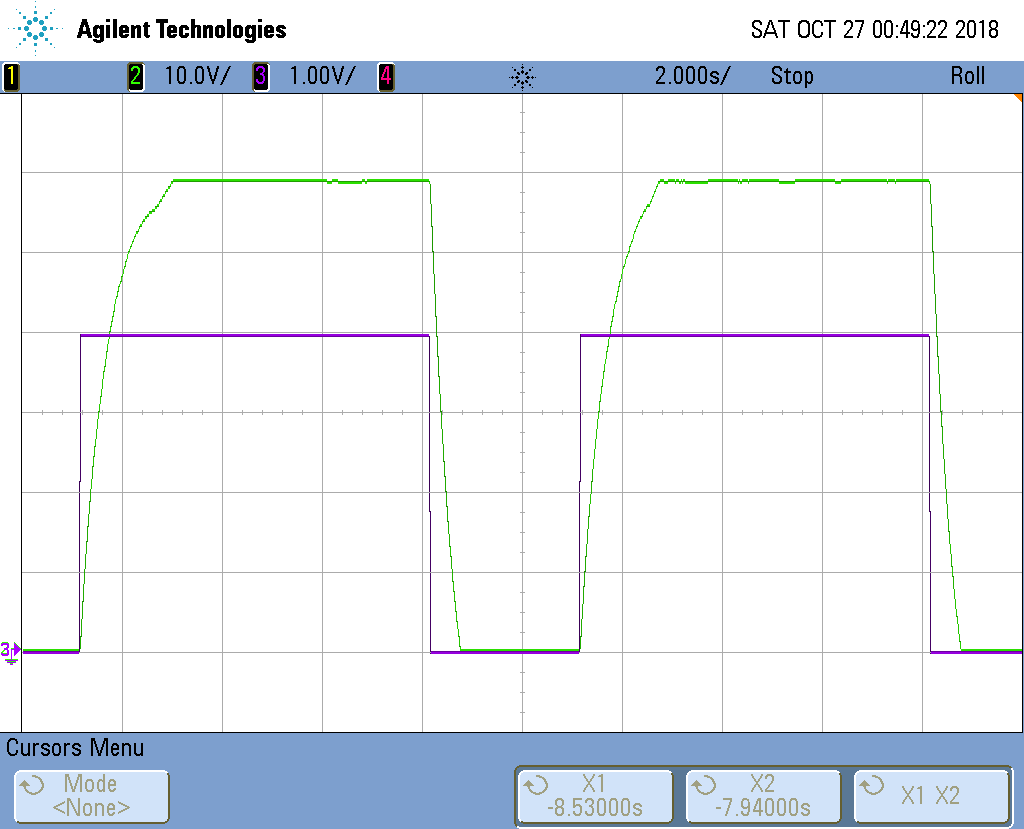 Agilent Technologies
SAT OCT 27 00:49:22 2018
1 2 10.0V/ 3 1.00V/ 4 2.000s/ Stop Roll
3
Cursors Menu
Mode
<None>
X1
-8.53000s
X2
-7.94000s
X1 X2